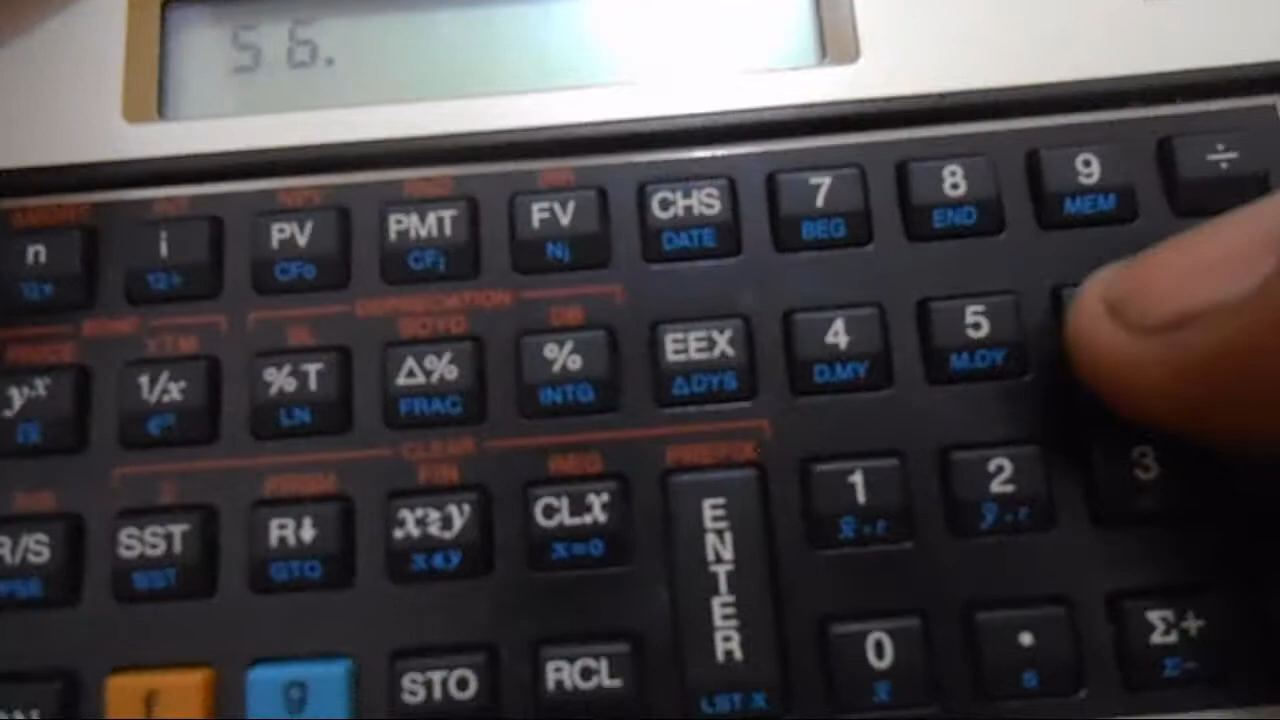 56.
PV PMT FV CHS 7 8 9 ÷
n i CFo CFj Nj DATE BEG END MEM
12x 12÷
DEPRECIATION
SOYD
yx 1/x %T Δ% % EEX 4 5
LN FRAC INTG ΔDYS D.MY M.DY
CLEAR
FIN REG PREFIX
R/S SST R↓ x≷y CLx ENTER 1 2 3
PSE BST GTO x≤y x=0 x̂,r ŷ,r
STO RCL 0 • Σ+
f g LST X x̄ s Σ-